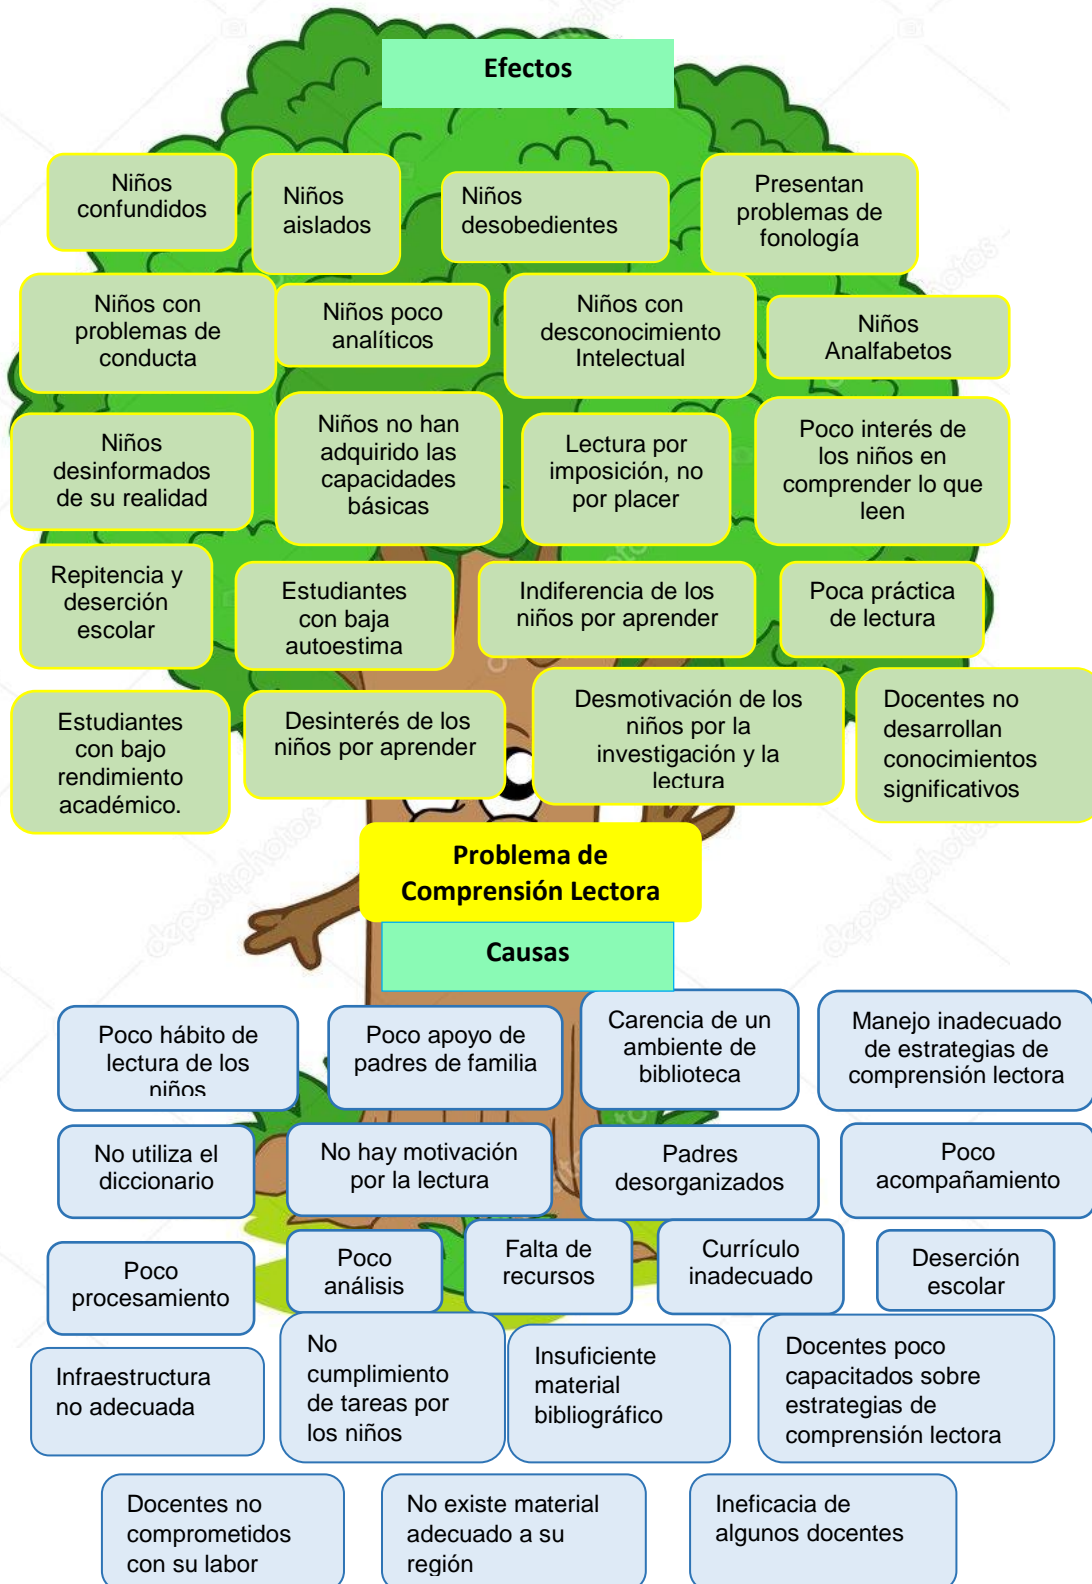 Efectos
Niños
confundidos
Niños
aislados
Niños
desobedientes
Presentan
problemas de
fonología
Niños con
problemas de
conducta
Niños poco
analíticos
Niños con
desconocimiento
Intelectual
Niños
Analfabetos
Niños
desinformados
de su realidad
Niños no han
adquirido las
capacidades
básicas
Lectura por
imposición, no
por placer
Poco interés de
los niños en
comprender lo que
leen
Repitencia y
deserción
escolar
Estudiantes
con baja
autoestima
Indiferencia de los
niños por aprender
Poca práctica
de lectura
Estudiantes
con bajo
rendimiento
académico.
Desinterés de los
niños por aprender
Desmotivación de los
niños por la
investigación y la
lectura
Docentes no
desarrollan
conocimientos
significativos
Problema de
Comprensión Lectora
Causas
Poco hábito de
lectura de los
niños
Poco apoyo de
padres de familia
Carencia de un
ambiente de
biblioteca
Manejo inadecuado
de estrategias de
comprensión lectora
No utiliza el
diccionario
No hay motivación
por la lectura
Padres
desorganizados
Poco
acompañamiento
Poco
procesamiento
Poco
análisis
Falta de
recursos
Currículo
inadecuado
Deserción
escolar
Infraestructura
no adecuada
No
cumplimiento
de tareas por
los niños
Insuficiente
material
bibliográfico
Docentes poco
capacitados sobre
estrategias de
comprensión lectora
Docentes no
comprometidos
con su labor
No existe material
adecuado a su
región
Ineficacia de
algunos docentes
depositphotos
depositphotos
depositphotos